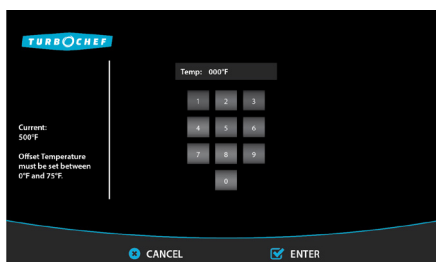 TURBOCHEF
Temp: 000°F
1 2 3
4 5 6
7 8 9
0
Current:
500°F
Offset Temperature
must be set between
0°F and 75°F.
CANCEL ENTER